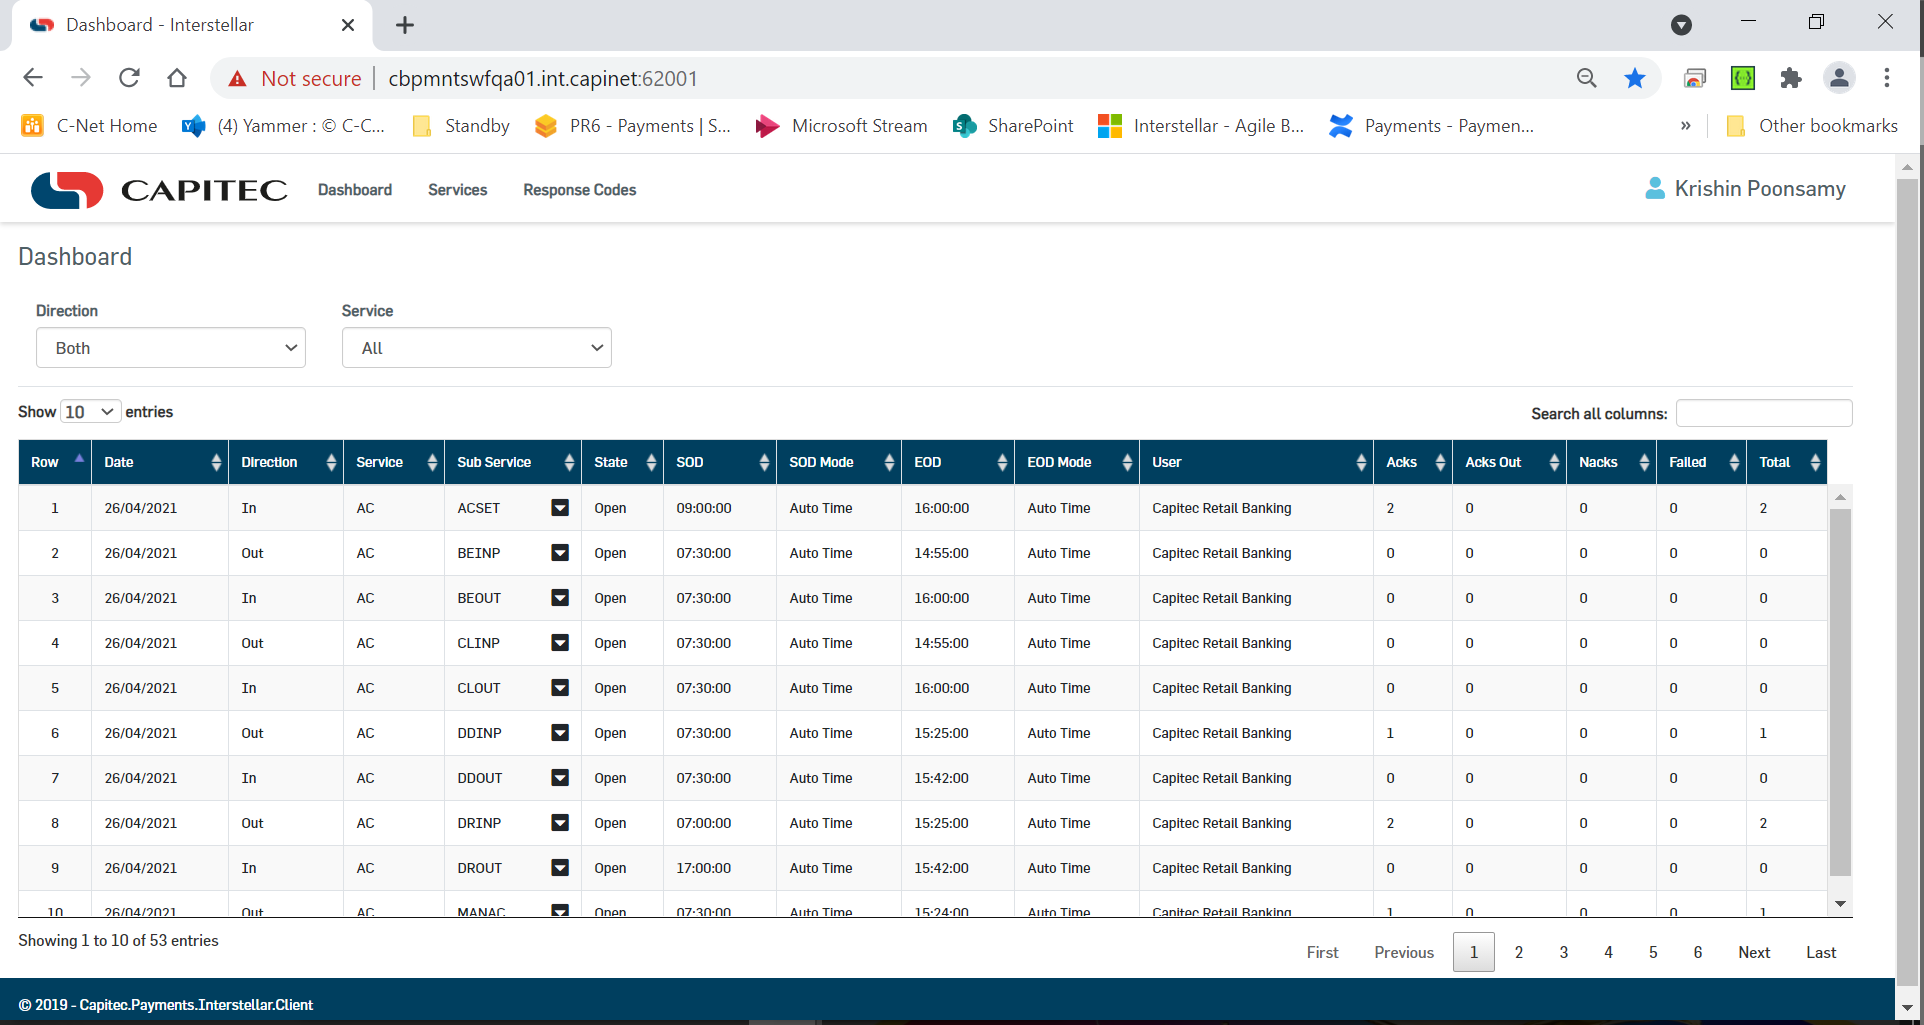 Dashboard - Interstellar
Not secure cbpmntswfqa01.int.capinet:62001
C-Net Home (4) Yammer : © C-C... Standby PR6 - Payments | S... Microsoft Stream SharePoint Interstellar - Agile B... Payments - Paymen... » Other bookmarks
CAPITEC Dashboard Services Response Codes Krishin Poonsamy
Dashboard
Direction Service
Both All
Show 10 entries Search all columns:
Row Date Direction Service Sub Service State SOD SOD Mode EOD EOD Mode User Acks Acks Out Nacks Failed Total
1 26/04/2021 In AC ACSET Open 09:00:00 Auto Time 16:00:00 Auto Time Capitec Retail Banking 2 0 0 0 2
2 26/04/2021 Out AC BEINP Open 07:30:00 Auto Time 14:55:00 Auto Time Capitec Retail Banking 0 0 0 0 0
3 26/04/2021 In AC BEOUT Open 07:30:00 Auto Time 16:00:00 Auto Time Capitec Retail Banking 0 0 0 0 0
4 26/04/2021 Out AC CLINP Open 07:30:00 Auto Time 14:55:00 Auto Time Capitec Retail Banking 0 0 0 0 0
5 26/04/2021 In AC CLOUT Open 07:30:00 Auto Time 16:00:00 Auto Time Capitec Retail Banking 0 0 0 0 0
6 26/04/2021 Out AC DDINP Open 07:30:00 Auto Time 15:25:00 Auto Time Capitec Retail Banking 1 0 0 0 1
7 26/04/2021 In AC DDOUT Open 07:30:00 Auto Time 15:42:00 Auto Time Capitec Retail Banking 0 0 0 0 0
8 26/04/2021 Out AC DRINP Open 07:00:00 Auto Time 15:25:00 Auto Time Capitec Retail Banking 2 0 0 0 2
9 26/04/2021 In AC DROUT Open 17:00:00 Auto Time 15:42:00 Auto Time Capitec Retail Banking 0 0 0 0 0
10 26/04/2021 Out AC MANAC Open 07:30:00 Auto Time 15:24:00 Auto Time Capitec Retail Banking 1 0 0 0 1
Showing 1 to 10 of 53 entries
First Previous 1 2 3 4 5 6 Next Last
© 2019 - Capitec.Payments.Interstellar.Client